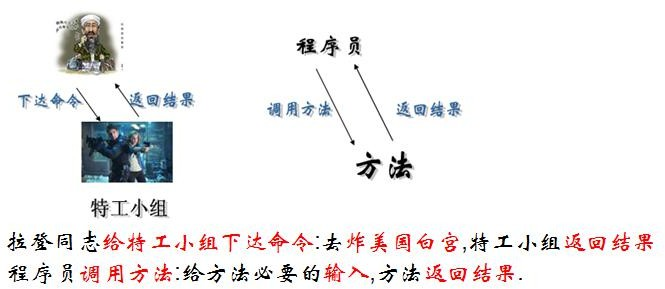 程序员
下达命令 返回结果 调用方法 返回结果
方法
特工小组
拉登同志给特工小组下达命令:去炸美国白宫,特工小组返回结果
程序员调用方法:给方法必要的输入,方法返回结果.